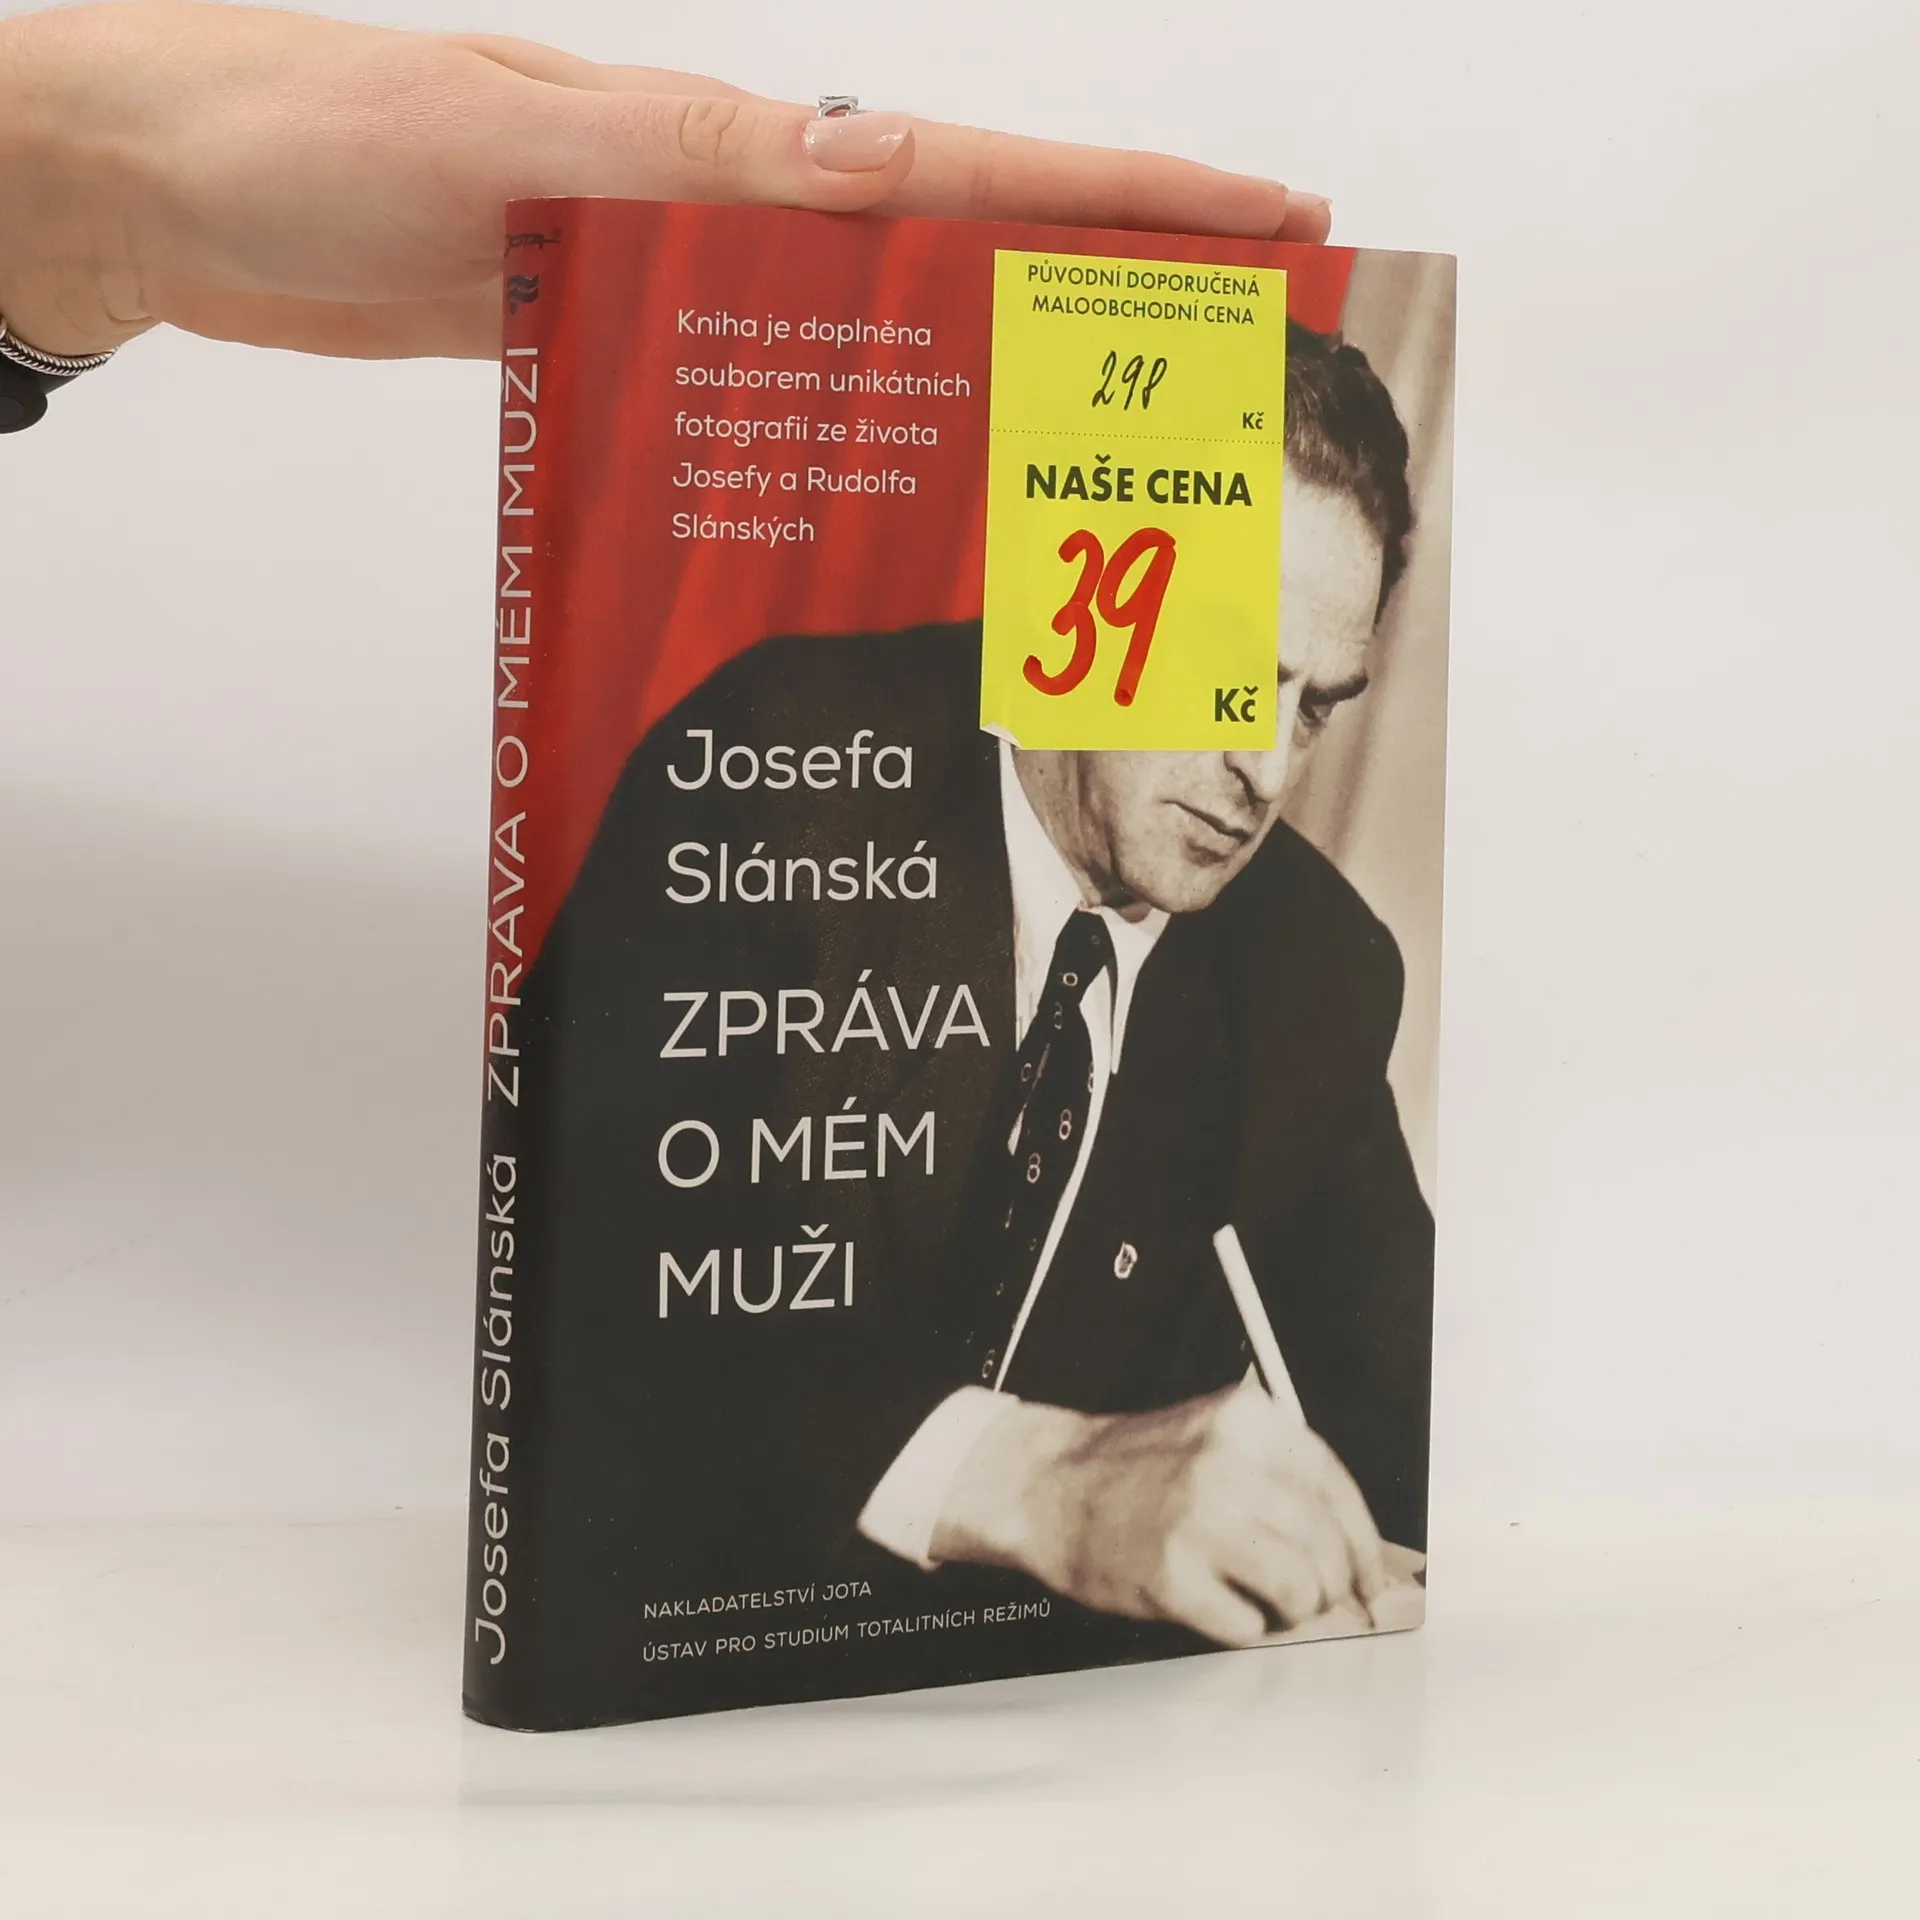 Kniha je doplněna
souborem unikátních
fotografií ze života
Josefy a Rudolfa
Slánských
PŮVODNÍ DOPORUČENÁ
MALOOBCHODNÍ CENA
298
Kč
NAŠE CENA
39
Kč
Josefa
Slánská
ZPRÁVA
O MÉM
MUŽI
NAKLADATELSTVÍ JOTA
ÚSTAV PRO STUDIUM TOTALITNÍCH REŽIMŮ
Josefa Slánská ZPRÁVA O MÉM MUŽI